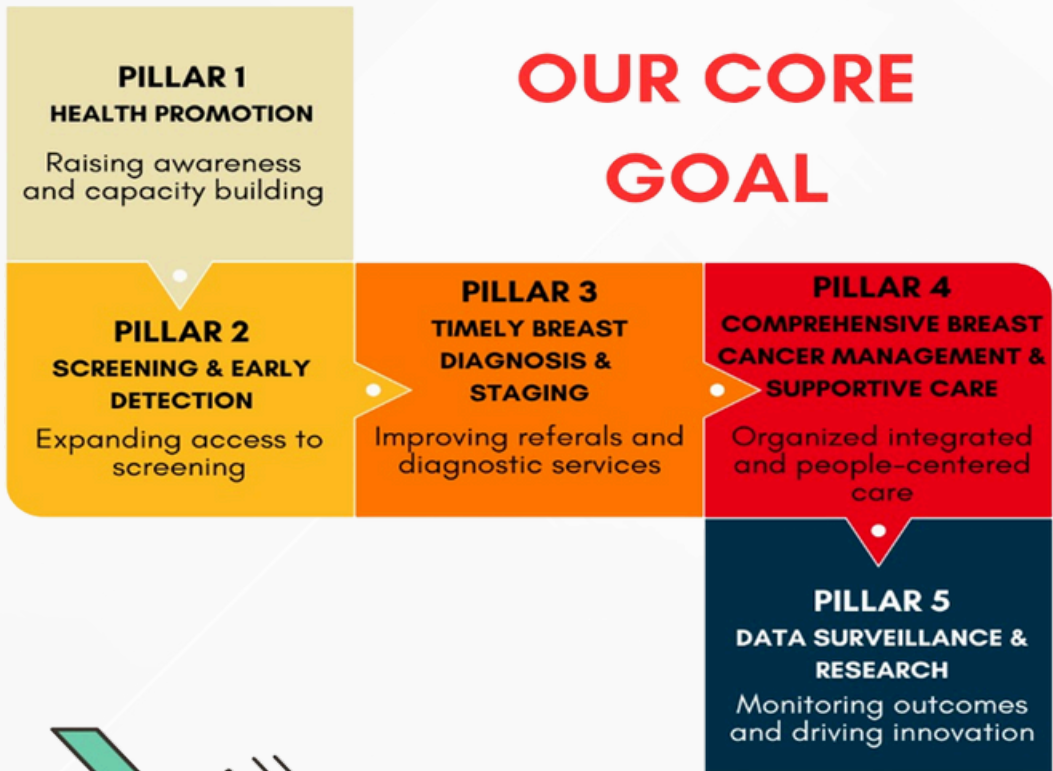 OUR CORE
GOAL
PILLAR 1
HEALTH PROMOTION
Raising awareness
and capacity building
PILLAR 2
SCREENING & EARLY
DETECTION
Expanding access to
screening
PILLAR 3
TIMELY BREAST
DIAGNOSIS &
STAGING
Improving referals and
diagnostic services
PILLAR 4
COMPREHENSIVE BREAST
CANCER MANAGEMENT &
SUPPORTIVE CARE
Organized integrated
and people-centered
care
PILLAR 5
DATA SURVEILLANCE &
RESEARCH
Monitoring outcomes
and driving innovation